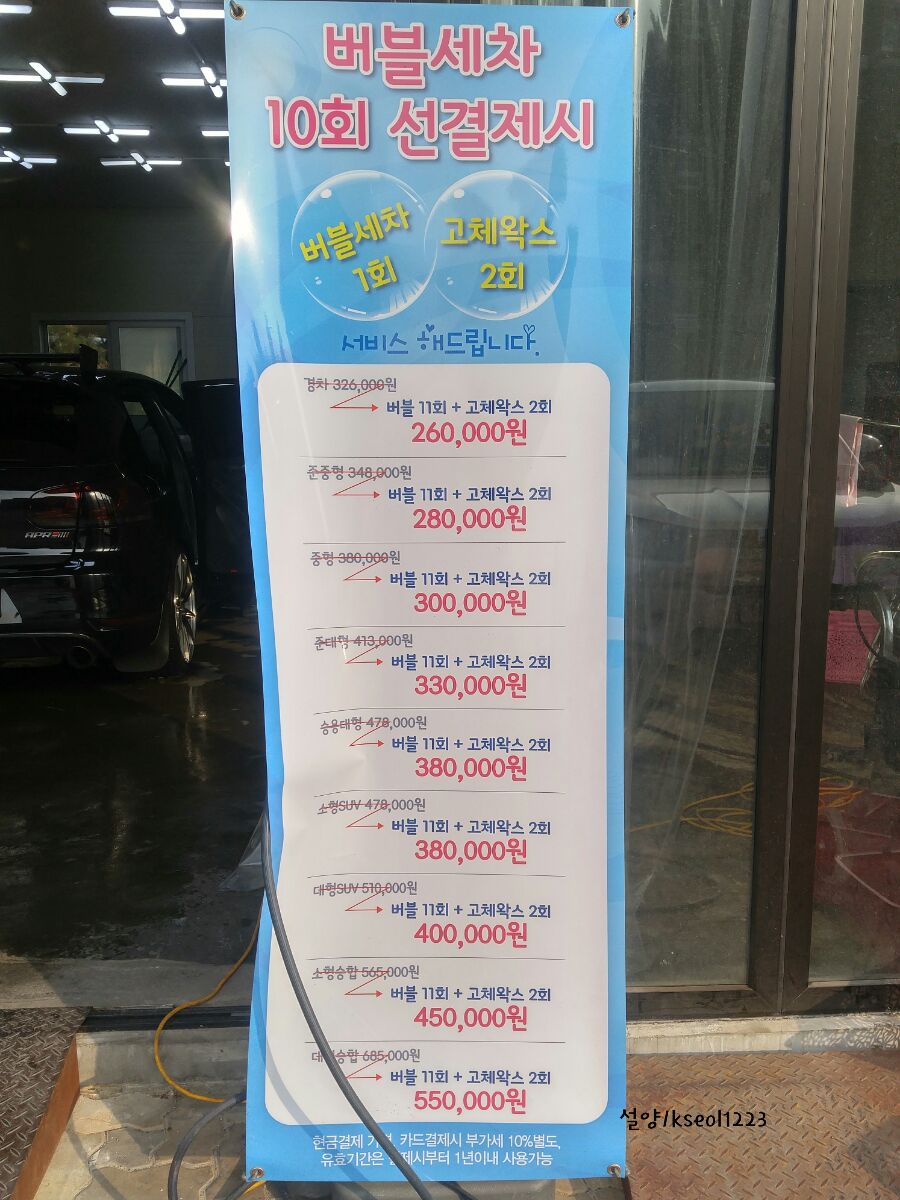 버블세차
10회 선결제시
버블세차
1회
고체왁스
2회
서비스 해드립니다.
경차 326,000원
버블 11회 + 고체왁스 2회
260,000원
준중형 348,000원
버블 11회 + 고체왁스 2회
280,000원
중형 380,000원
버블 11회 + 고체왁스 2회
300,000원
준대형 413,000원
버블 11회 + 고체왁스 2회
330,000원
승용대형 478,000원
버블 11회 + 고체왁스 2회
380,000원
소형SUV 478,000원
버블 11회 + 고체왁스 2회
380,000원
대형SUV 510,000원
버블 11회 + 고체왁스 2회
400,000원
소형승합 565,000원
버블 11회 + 고체왁스 2회
450,000원
685,000원
버블 11회 + 고체왁스 2회
550,000원
현금결제 카드결제시 부가세 10%별도,
유효기간은 1년이내 사용가능
APR
설양/kseol1223